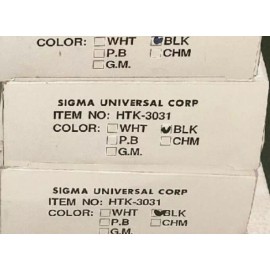 COLOR: WHT BLK
P.B CHM
G.M.
SIGMA UNIVERSAL CORP
ITEM NO: HTK-3031
COLOR: WHT BLK
P.B CHM
G.M.
SIGMA UNIVERSAL CORP
ITEM NO: HTK-3031
COLOR: WHT BLK
P.B CHM
G.M.